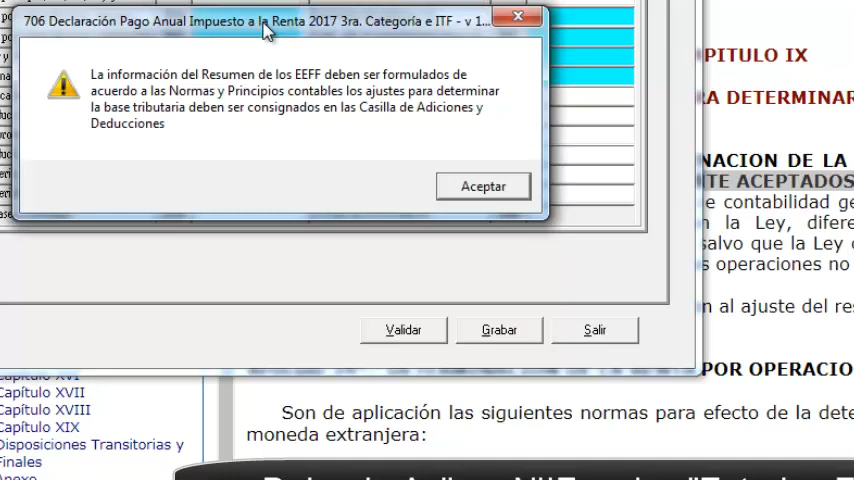 706 Declaración Pago Anual Impuesto a la Renta 2017 3ra. Categoría e ITF - v 1...
La información del Resumen de los EEFF deben ser formulados de
acuerdo a las Normas y Principios contables los ajustes para determinar
la base tributaria deben ser consignados en las Casilla de Adiciones y
Deducciones
Aceptar
Validar
Grabar
Salir
PITULO IX
RA DETERMINAR
NACION DE LA
TE ACEPTADOS
e contabilidad ge
n la Ley, difere
salvo que la Ley
s operaciones no
n al ajuste del re
POR OPERACIO
Son de aplicación las siguientes normas para efecto de la dete
moneda extranjera:
Capítulo XVI
Capítulo XVII
Capítulo XVIII
Capítulo XIX
Disposiciones Transitorias y
Finales
Anexo